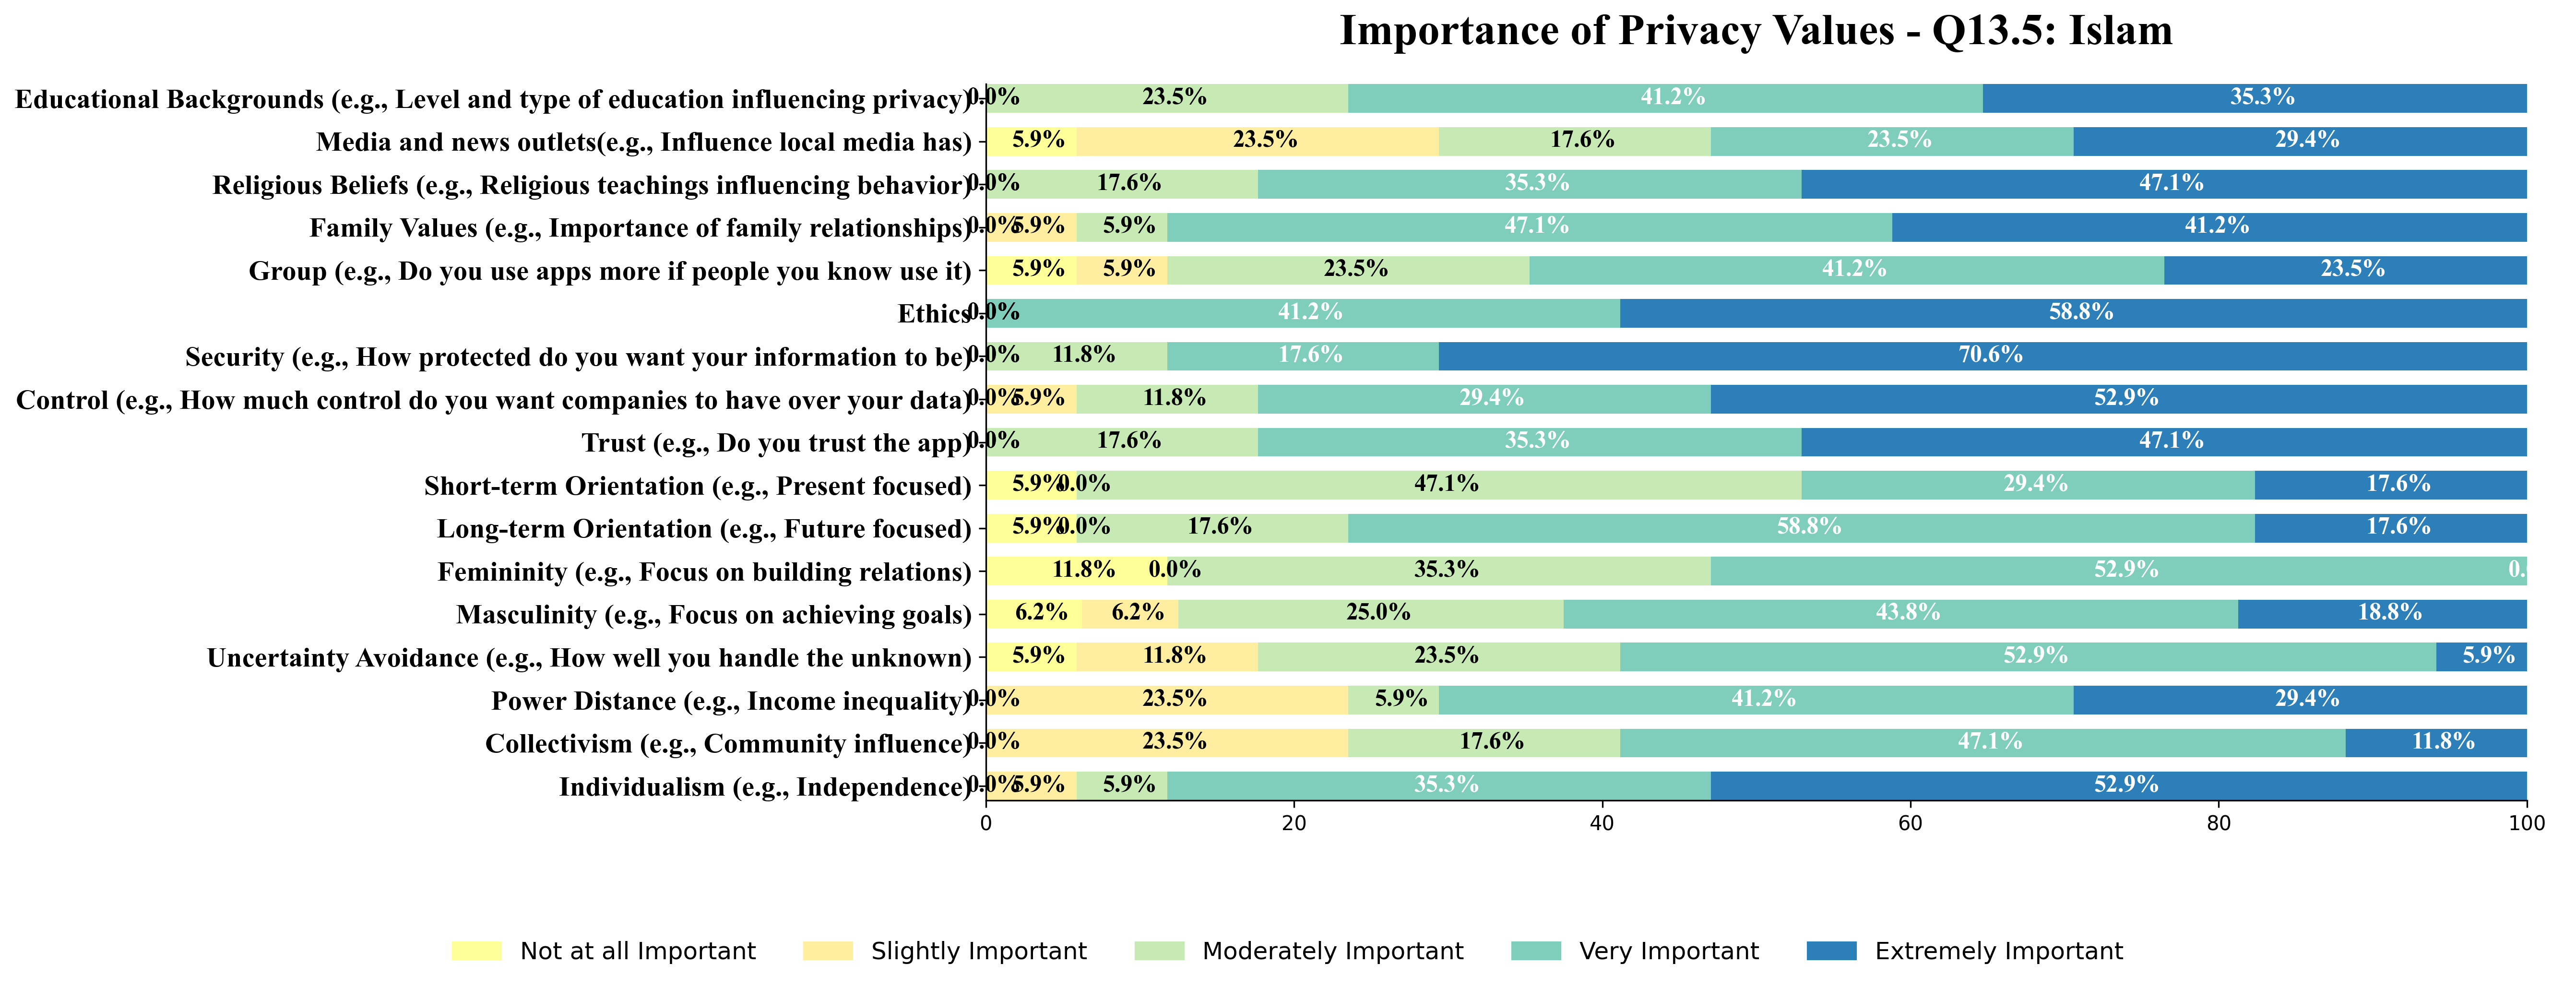 Importance of Privacy Values - Q13.5: Islam
Educational Backgrounds (e.g., Level and type of education influencing privacy) 0.0% 23.5% 41.2% 35.3%
Media and news outlets(e.g., Influence local media has) 5.9% 23.5% 17.6% 23.5% 29.4%
Religious Beliefs (e.g., Religious teachings influencing behavior) 0.0% 17.6% 35.3% 47.1%
Family Values (e.g., Importance of family relationships) 0.0% 5.9% 5.9% 47.1% 41.2%
Group (e.g., Do you use apps more if people you know use it) 5.9% 5.9% 23.5% 41.2% 23.5%
Ethics 0.0% 41.2% 58.8%
Security (e.g., How protected do you want your information to be) 0.0% 11.8% 17.6% 70.6%
Control (e.g., How much control do you want companies to have over your data) 0.0% 5.9% 11.8% 29.4% 52.9%
Trust (e.g., Do you trust the app) 0.0% 17.6% 35.3% 47.1%
Short-term Orientation (e.g., Present focused) 5.9% 0.0% 47.1% 29.4% 17.6%
Long-term Orientation (e.g., Future focused) 5.9% 0.0% 17.6% 58.8% 17.6%
Femininity (e.g., Focus on building relations) 11.8% 0.0% 35.3% 52.9% 0.
Masculinity (e.g., Focus on achieving goals) 6.2% 6.2% 25.0% 43.8% 18.8%
Uncertainty Avoidance (e.g., How well you handle the unknown) 5.9% 11.8% 23.5% 52.9% 5.9%
Power Distance (e.g., Income inequality) 0.0% 23.5% 5.9% 41.2% 29.4%
Collectivism (e.g., Community influence) 0.0% 23.5% 17.6% 47.1% 11.8%
Individualism (e.g., Independence) 0.0% 5.9% 5.9% 35.3% 52.9%
0 20 40 60 80 100
Not at all Important Slightly Important Moderately Important Very Important Extremely Important